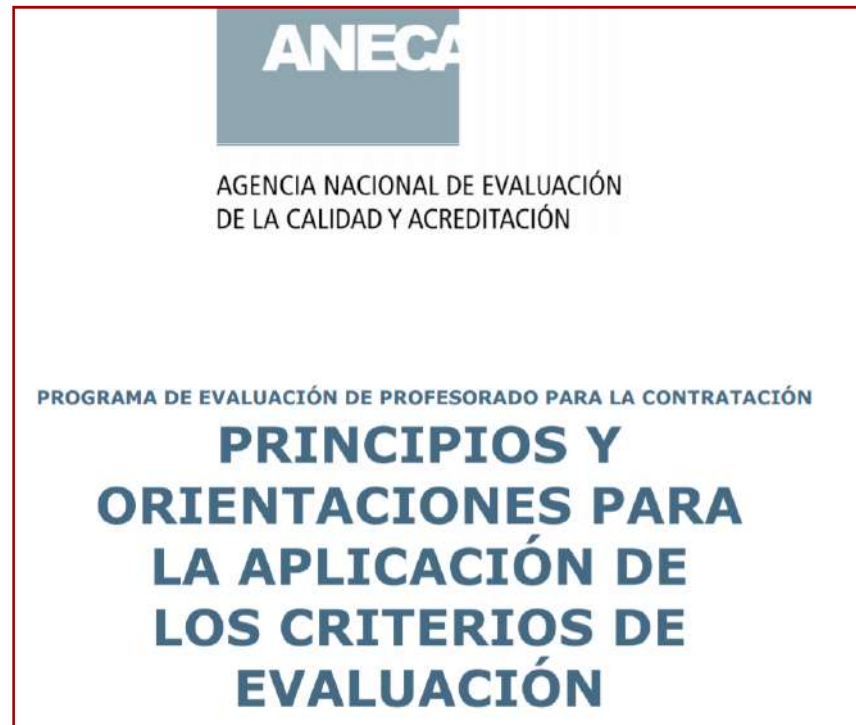 ANECA
AGENCIA NACIONAL DE EVALUACIÓN
DE LA CALIDAD Y ACREDITACIÓN
PROGRAMA DE EVALUACIÓN DE PROFESORADO PARA LA CONTRATACIÓN
PRINCIPIOS Y
ORIENTACIONES PARA
LA APLICACIÓN DE
LOS CRITERIOS DE
EVALUACIÓN